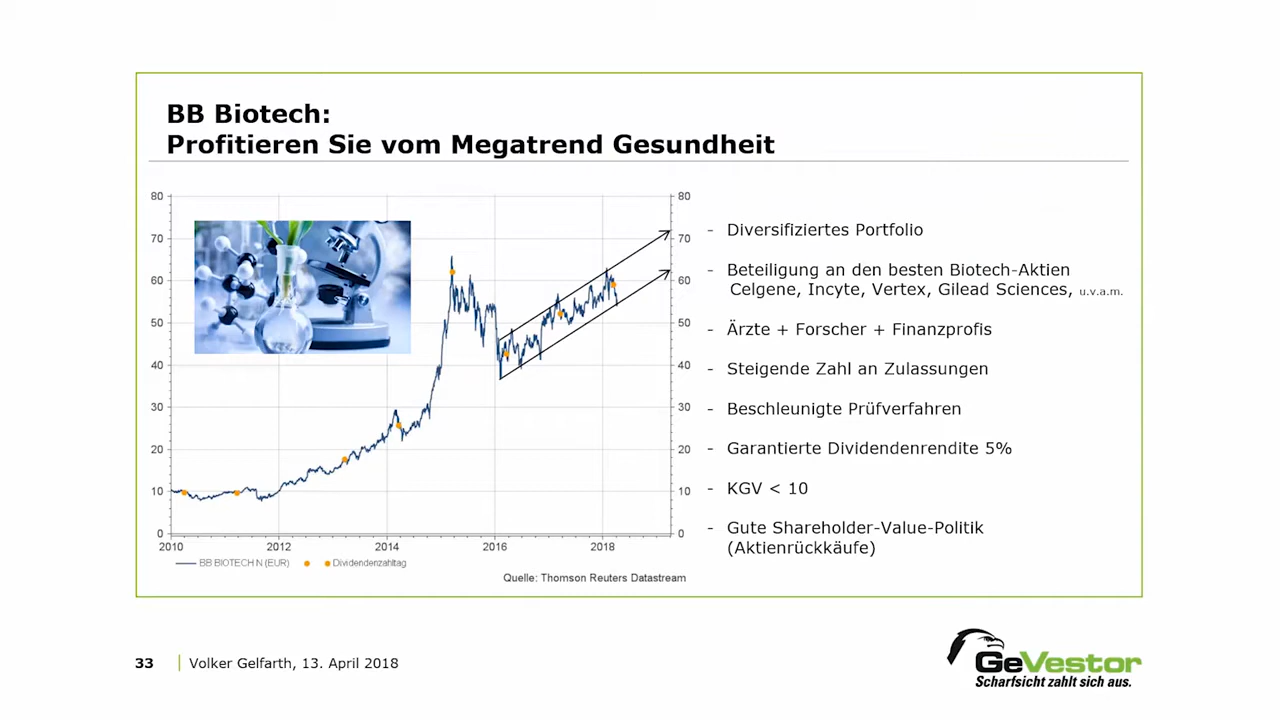 BB Biotech:
Profitieren Sie vom Megatrend Gesundheit
80
70
60
50
40
30
20
10
0
80
70
60
50
40
30
20
10
0
2010 2012 2014 2016 2018
BB BIOTECH N (EUR) Dividendenzahltag
Quelle: Thomson Reuters Datastream
- Diversifiziertes Portfolio
- Beteiligung an den besten Biotech-Aktien
Celgene, Incyte, Vertex, Gilead Sciences, u.v.a.m.
- Ärzte + Forscher + Finanzprofis
- Steigende Zahl an Zulassungen
- Beschleunigte Prüfverfahren
- Garantierte Dividendenrendite 5%
- KGV < 10
- Gute Shareholder-Value-Politik
(Aktienrückkäufe)
33 Volker Gelfarth, 13. April 2018
GeVestor
Scharfsicht zahlt sich aus.